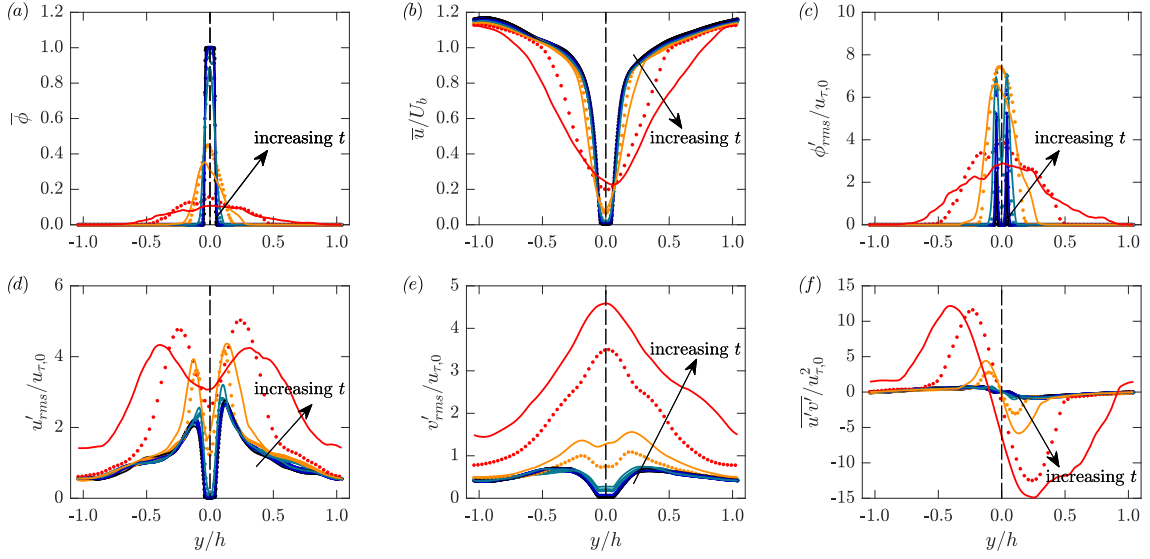 (a)
1.2
1.0
0.8
0.6
0.4
0.2
0.0
-1.0 -0.5 0.0 0.5 1.0
y/h
ϕ̅
increasing t
(b)
1.2
1.0
0.8
0.6
0.4
0.2
0.0
-1.0 -0.5 0.0 0.5 1.0
y/h
u̅/U_b
increasing t
(c)
10
8
6
4
2
0
-1.0 -0.5 0.0 0.5 1.0
y/h
ϕ′_rms/u_τ,0
increasing t
(d)
6
4
2
0
-1.0 -0.5 0.0 0.5 1.0
y/h
u′_rms/u_τ,0
increasing t
(e)
5
4
3
2
1
0
-1.0 -0.5 0.0 0.5 1.0
y/h
v′_rms/u_τ,0
increasing t
(f)
15
10
5
0
-5
-10
-15
-1.0 -0.5 0.0 0.5 1.0
y/h
u′v′/u²_τ,0
increasing t